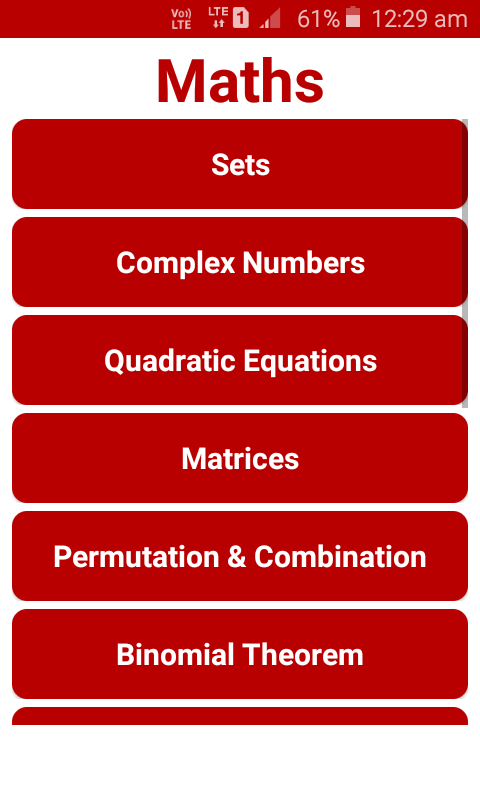 Vo)) LTE LTE 1 61% 12:29 am
Maths
Sets
Complex Numbers
Quadratic Equations
Matrices
Permutation & Combination
Binomial Theorem